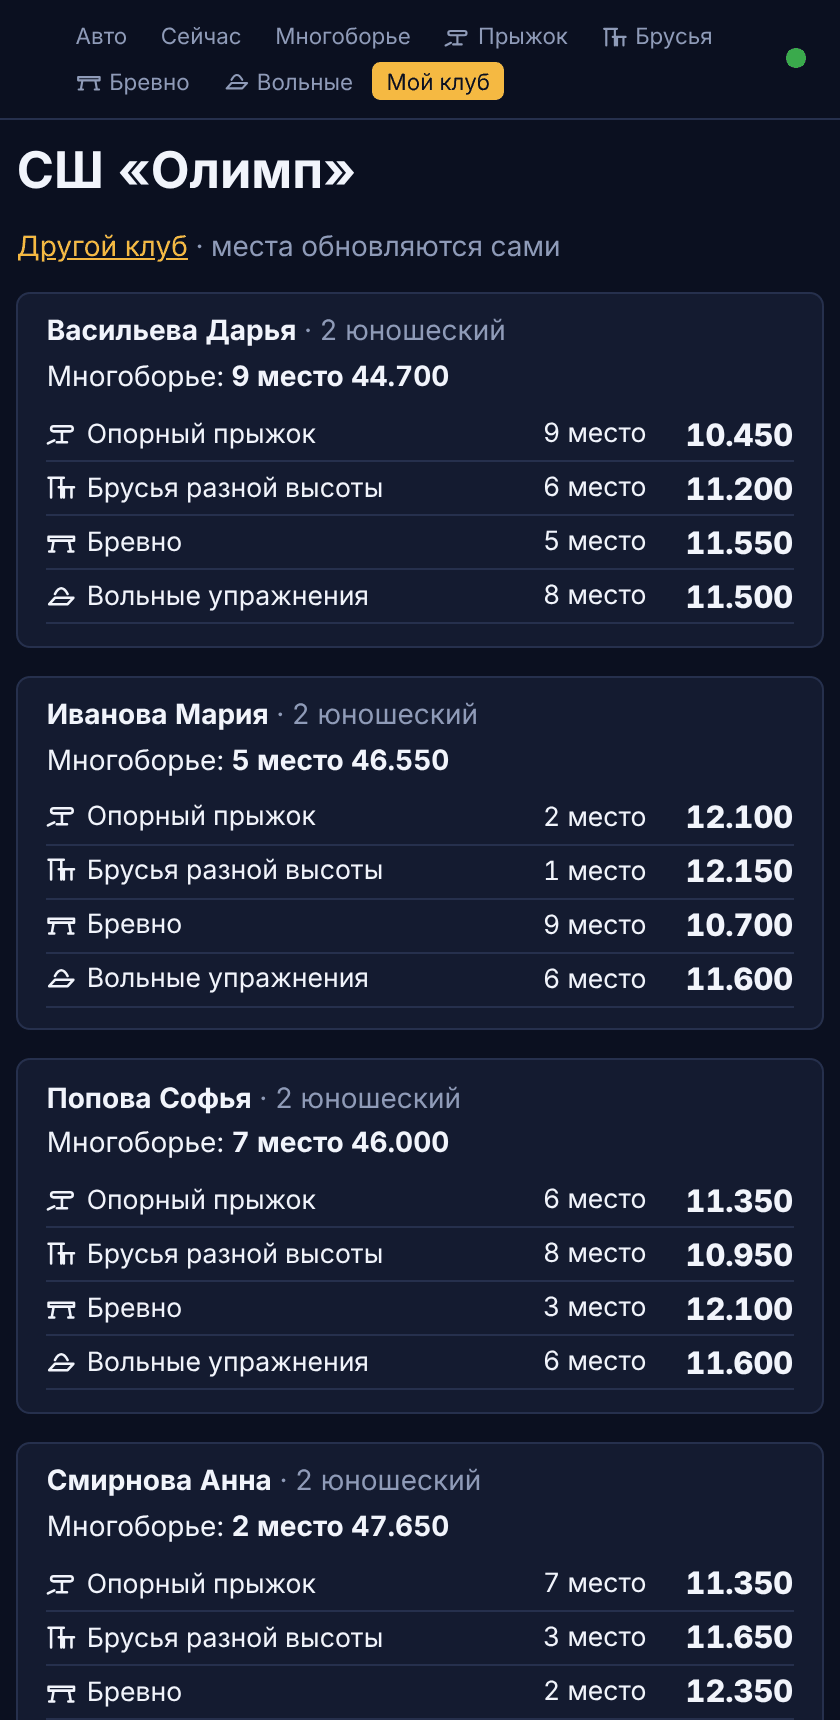 Авто Сейчас Многоборье Прыжок Брусья
Бревно Вольные Мой клуб
СШ «Олимп»
Другой клуб · места обновляются сами
Васильева Дарья · 2 юношеский
Многоборье: 9 место 44.700
Опорный прыжок 9 место 10.450
Брусья разной высоты 6 место 11.200
Бревно 5 место 11.550
Вольные упражнения 8 место 11.500
Иванова Мария · 2 юношеский
Многоборье: 5 место 46.550
Опорный прыжок 2 место 12.100
Брусья разной высоты 1 место 12.150
Бревно 9 место 10.700
Вольные упражнения 6 место 11.600
Попова Софья · 2 юношеский
Многоборье: 7 место 46.000
Опорный прыжок 6 место 11.350
Брусья разной высоты 8 место 10.950
Бревно 3 место 12.100
Вольные упражнения 6 место 11.600
Смирнова Анна · 2 юношеский
Многоборье: 2 место 47.650
Опорный прыжок 7 место 11.350
Брусья разной высоты 3 место 11.650
Бревно 2 место 12.350